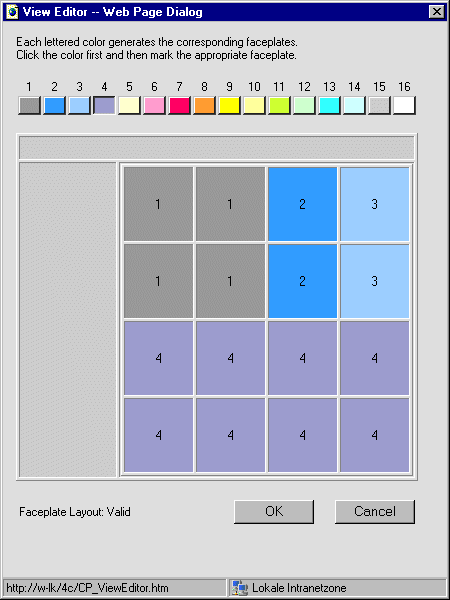 View Editor -- Web Page Dialog
Each lettered color generates the corresponding faceplates.
Click the color first and then mark the appropriate faceplate.
1 2 3 4 5 6 7 8 9 10 11 12 13 14 15 16
1 1 2 3
1 1 2 3
4 4 4 4
4 4 4 4
Faceplate Layout: Valid OK Cancel
http://w-lk/4c/CP_ViewEditor.htm Lokale Intranetzone